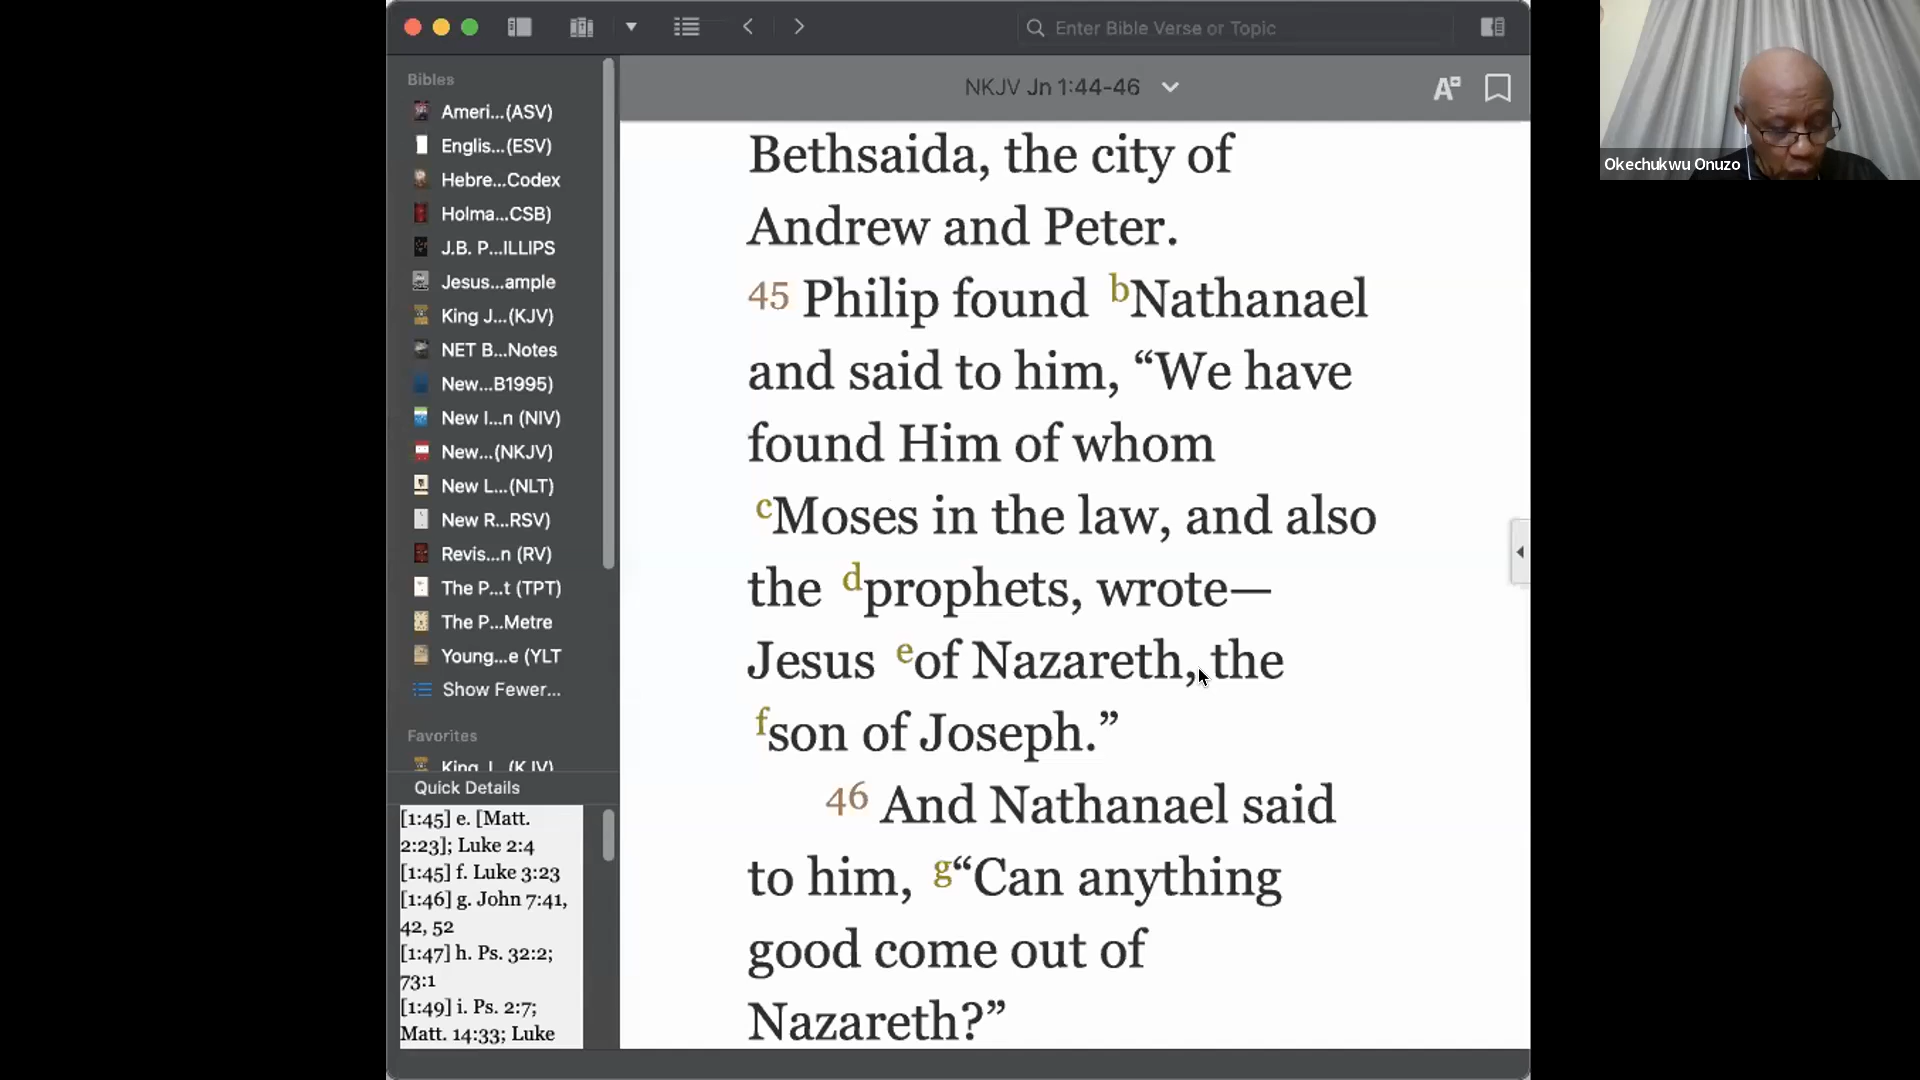 Enter Bible Verse or Topic
Bibles
Ameri...(ASV)
Englis...(ESV)
Hebre...Codex
Holma...CSB)
J.B. P...ILLIPS
Jesus...ample
King J...(KJV)
NET B...Notes
New...B1995)
New I...n (NIV)
New...(NKJV)
New L...(NLT)
New R...RSV)
Revis...n (RV)
The P...t (TPT)
The P...Metre
Young...e (YLT
Show Fewer...
Favorites
King J...(KJV)
Quick Details
[1:45] e. [Matt.
2:23]; Luke 2:4
[1:45] f. Luke 3:23
[1:46] g. John 7:41,
42, 52
[1:47] h. Ps. 32:2;
73:1
[1:49] i. Ps. 2:7;
Matt. 14:33; Luke
NKJV Jn 1:44-46
A
Bethsaida, the city of
Andrew and Peter.
45 Philip found bNathanael
and said to him, “We have
found Him of whom
cMoses in the law, and also
the dprophets, wrote—
Jesus eof Nazareth, the
fson of Joseph.”
46 And Nathanael said
to him, g“Can anything
good come out of
Nazareth?”
Okechukwu Onuzo